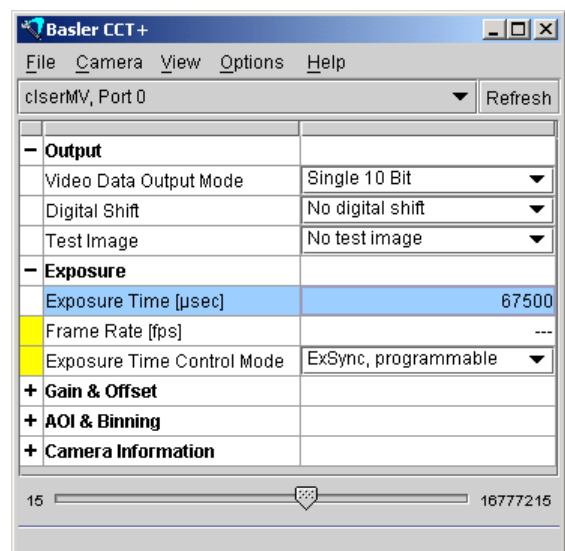 Basler CCT+
File Camera View Options Help
clserMV, Port 0 Refresh
− Output
Video Data Output Mode Single 10 Bit
Digital Shift No digital shift
Test Image No test image
− Exposure
Exposure Time [µsec] 67500
Frame Rate [fps] ---
Exposure Time Control Mode ExSync, programmable
+ Gain & Offset
+ AOI & Binning
+ Camera Information
15 16777215